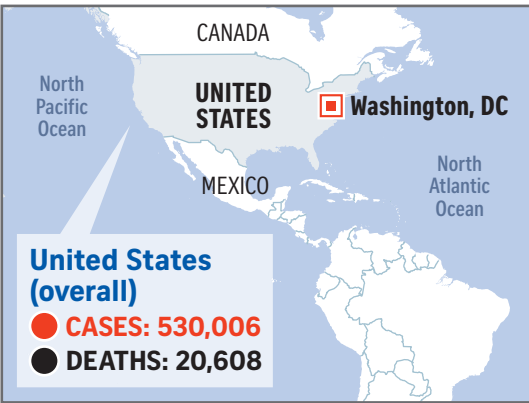 CANADA
North
Pacific
Ocean
UNITED
STATES
Washington, DC
MEXICO
North
Atlantic
Ocean
United States
(overall)
CASES: 530,006
DEATHS: 20,608